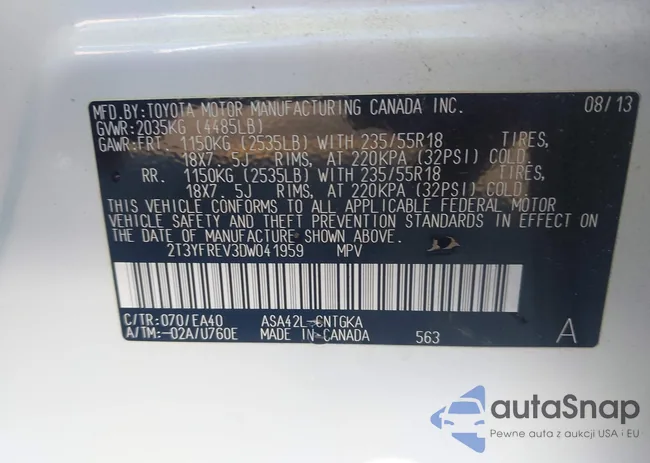 MFD.BY:TOYOTA MOTOR MANUFACTURING CANADA INC. 08/13
GVWR:2035KG (4485LB)
GAWR:FRT. 1150KG (2535LB) WITH 235/55R18 TIRES,
18X7.5J RIMS, AT 220KPA (32PSI) COLD.
RR. 1150KG (2535LB) WITH 235/55R18 TIRES,
18X7.5J RIMS, AT 220KPA (32PSI) COLD.
THIS VEHICLE CONFORMS TO ALL APPLICABLE FEDERAL MOTOR
VEHICLE SAFETY AND THEFT PREVENTION STANDARDS IN EFFECT ON
THE DATE OF MANUFACTURE SHOWN ABOVE.
2T3YFREV3DW041959 MPV
C/TR:070/EA40 ASA42L-CNTGKA
A/TM:-02A/U760E MADE IN CANADA 563 A
autoSnap
Pewne auta z aukcji USA i EU